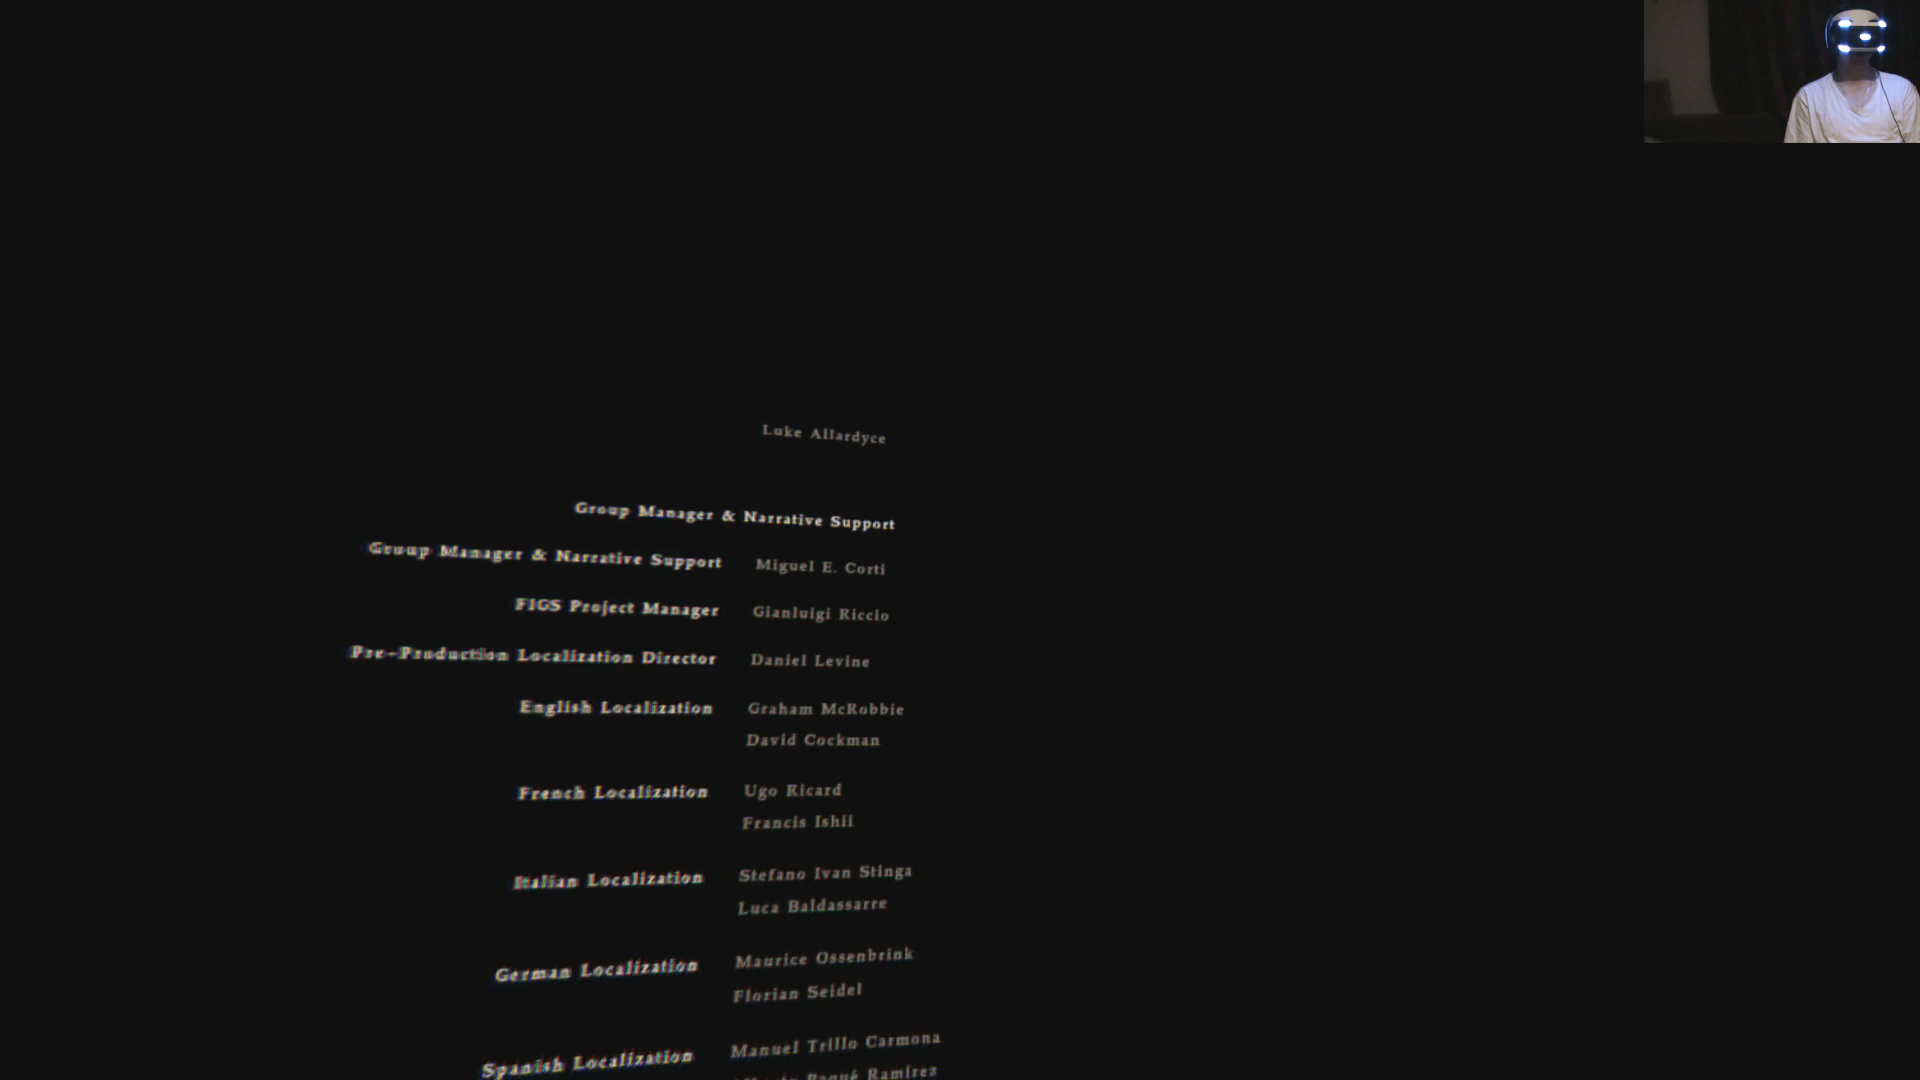 Luke Allardyce
Group Manager & Narrative Support
Group Manager & Narrative Support Miguel E. Corti
FIGS Project Manager Gianluigi Riccio
Pre-Production Localization Director Daniel Levine
English Localization Graham McRobbie
David Cockman
French Localization Ugo Ricard
Francis Ishii
Italian Localization Stefano Ivan Stinga
Luca Baldassarre
German Localization Maurice Ossenbrink
Florian Seidel
Spanish Localization Manuel Trillo Carmona
Ramírez